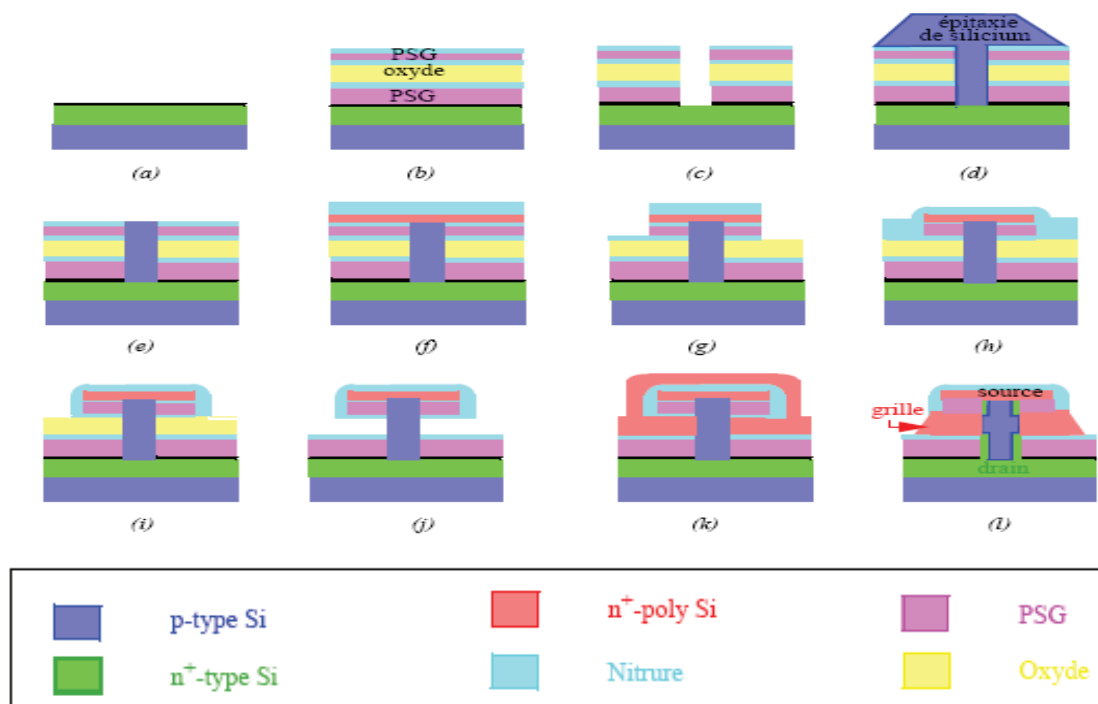 PSG
oxyde
PSG
épitaxie
de silicium
(a)
(b)
(c)
(d)
(e)
(f)
(g)
(h)
source
grille
drain
(i)
(j)
(k)
(l)
p-type Si
n⁺-poly Si
PSG
n⁺-type Si
Nitrure
Oxyde